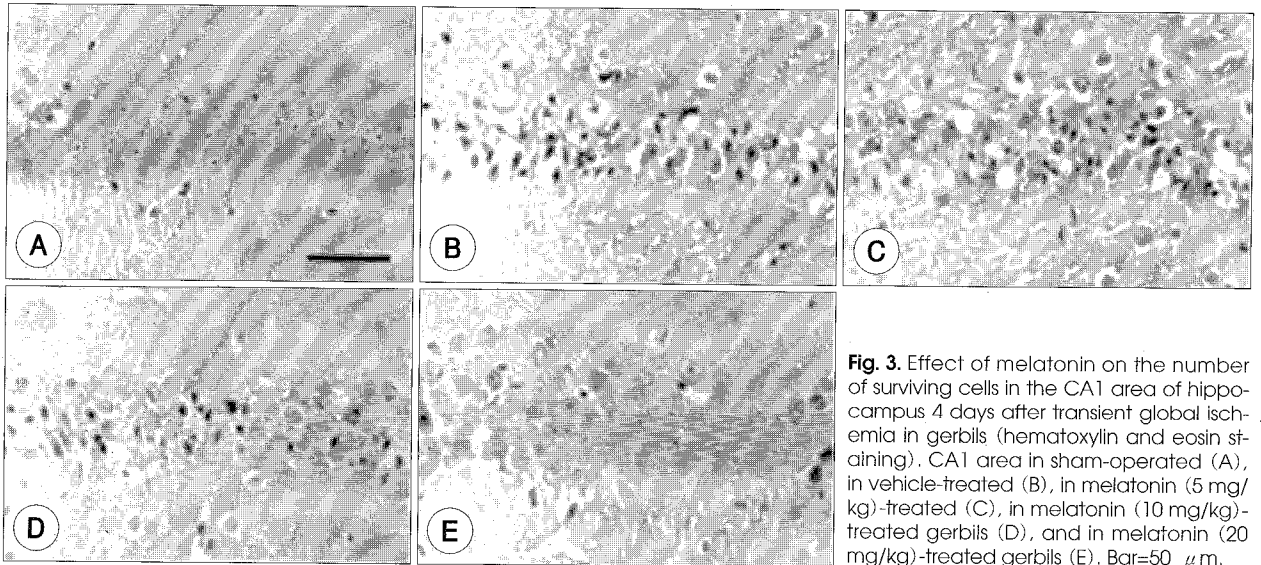 A
B
C
D
E
Fig. 3. Effect of melatonin on the number
of surviving cells in the CA1 area of hippo-
campus 4 days after transient global isch-
emia in gerbils (hematoxylin and eosin st-
aining). CA1 area in sham-operated (A),
in vehicle-treated (B), in melatonin (5 mg/
kg)-treated (C), in melatonin (10 mg/kg)-
treated gerbils (D), and in melatonin (20
mg/kg)-treated gerbils (E). Bar=50 μm.